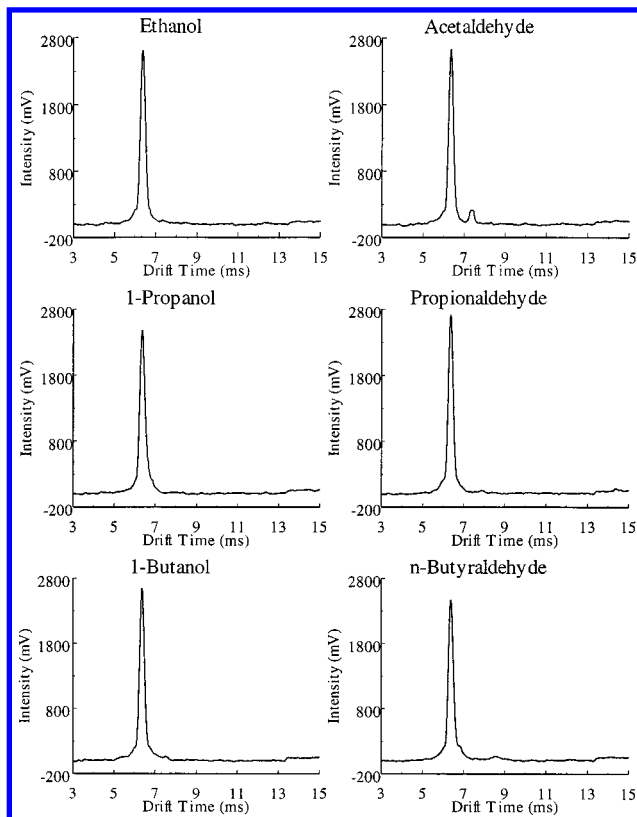 Ethanol
2800
1800
800
-200
Intensity (mV)
3 5 7 9 11 13 15
Drift Time (ms)
Acetaldehyde
2800
1800
800
-200
Intensity (mV)
3 5 7 9 11 13 15
Drift Time (ms)
1-Propanol
2800
1800
800
-200
Intensity (mV)
3 5 7 9 11 13 15
Drift Time (ms)
Propionaldehyde
2800
1800
800
-200
Intensity (mV)
3 5 7 9 11 13 15
Drift Time (ms)
1-Butanol
2800
1800
800
-200
Intensity (mV)
3 5 7 9 11 13 15
Drift Time (ms)
n-Butyraldehyde
2800
1800
800
-200
Intensity (mV)
3 5 7 9 11 13 15
Drift Time (ms)